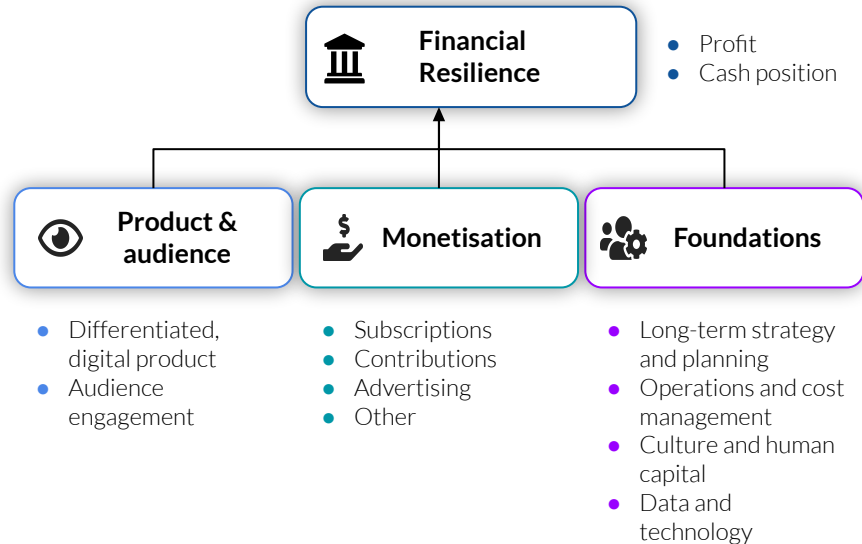 Financial
Resilience
Profit
Cash position
Product &
audience
Monetisation
Foundations
Differentiated,
digital product
Audience
engagement
Subscriptions
Contributions
Advertising
Other
Long-term strategy
and planning
Operations and cost
management
Culture and human
capital
Data and
technology